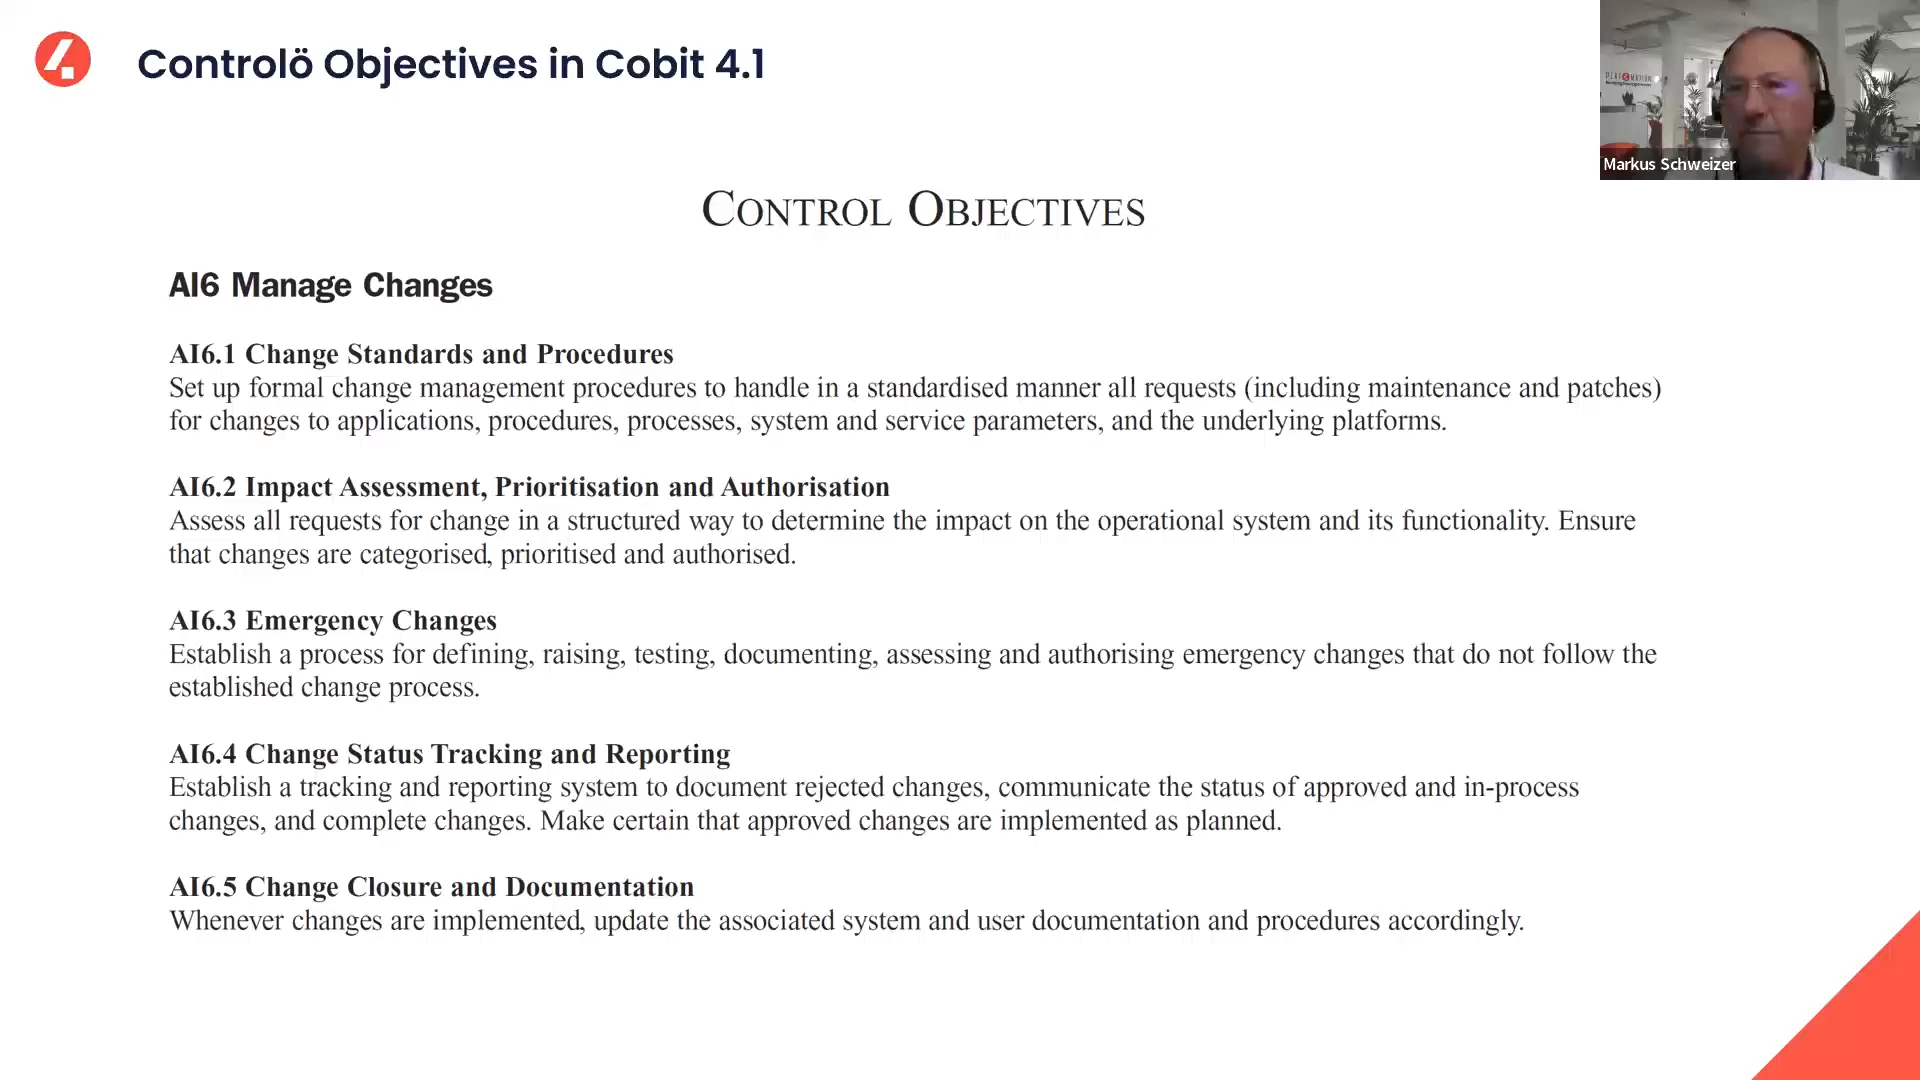 Controlö Objectives in Cobit 4.1
Markus Schweizer
CONTROL OBJECTIVES
AI6 Manage Changes
AI6.1 Change Standards and Procedures
Set up formal change management procedures to handle in a standardised manner all requests (including maintenance and patches)
for changes to applications, procedures, processes, system and service parameters, and the underlying platforms.
AI6.2 Impact Assessment, Prioritisation and Authorisation
Assess all requests for change in a structured way to determine the impact on the operational system and its functionality. Ensure
that changes are categorised, prioritised and authorised.
AI6.3 Emergency Changes
Establish a process for defining, raising, testing, documenting, assessing and authorising emergency changes that do not follow the
established change process.
AI6.4 Change Status Tracking and Reporting
Establish a tracking and reporting system to document rejected changes, communicate the status of approved and in-process
changes, and complete changes. Make certain that approved changes are implemented as planned.
AI6.5 Change Closure and Documentation
Whenever changes are implemented, update the associated system and user documentation and procedures accordingly.